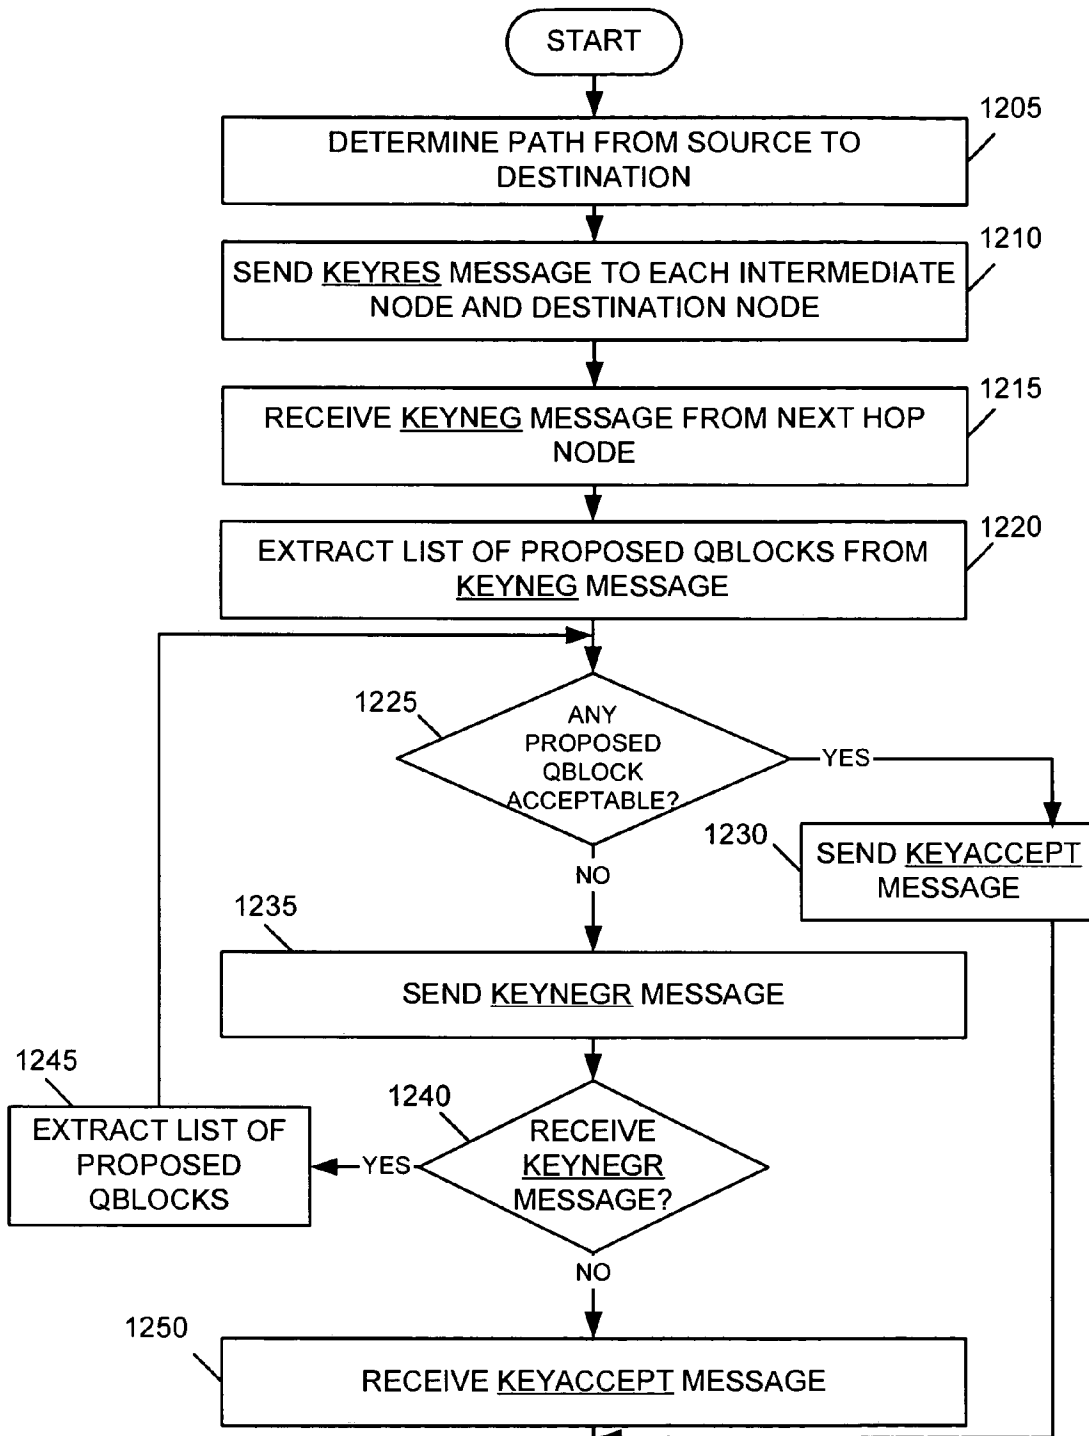 START
1205
DETERMINE PATH FROM SOURCE TO
DESTINATION
1210
SEND KEYRES MESSAGE TO EACH INTERMEDIATE
NODE AND DESTINATION NODE
1215
RECEIVE KEYNEG MESSAGE FROM NEXT HOP
NODE
1220
EXTRACT LIST OF PROPOSED QBLOCKS FROM
KEYNEG MESSAGE
1225
ANY
PROPOSED
QBLOCK
ACCEPTABLE?
YES
1230
SEND KEYACCEPT
MESSAGE
NO
1235
SEND KEYNEGR MESSAGE
1245
EXTRACT LIST OF
PROPOSED
QBLOCKS
1240
RECEIVE
KEYNEGR
MESSAGE?
YES
NO
1250
RECEIVE KEYACCEPT MESSAGE